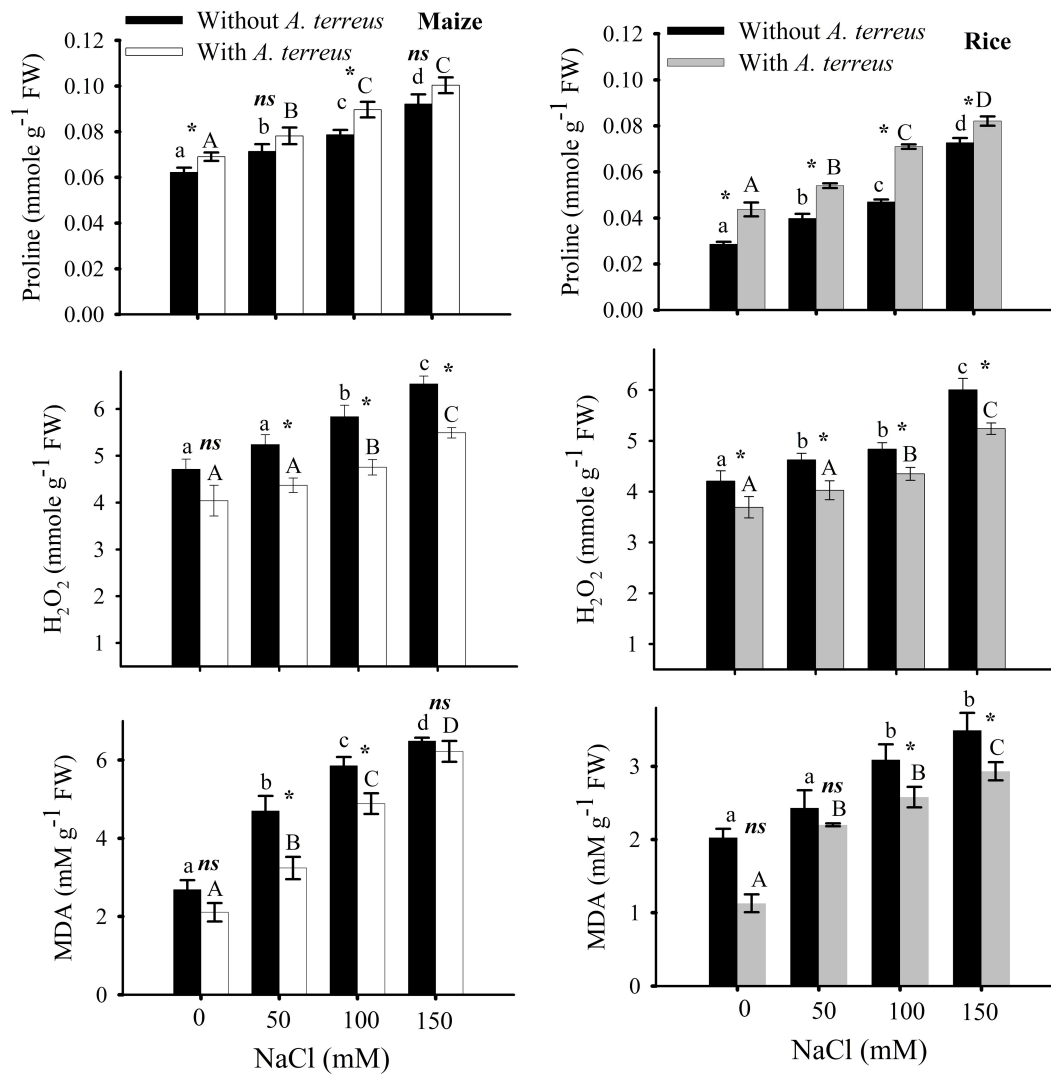 Without A. terreus
With A. terreus
Maize
Proline (mmole g-1 FW)
0.12
0.10
0.08
0.06
0.04
0.02
0.00
* ns * ns
a A b B c C d C
Without A. terreus
With A. terreus
Rice
Proline (mmole g-1 FW)
0.12
0.10
0.08
0.06
0.04
0.02
0.00
* * * *
a A b B c C d D
H2O2 (mmole g-1 FW)
6
5
4
3
2
1
ns * * *
a A a A b B c C
H2O2 (mmole g-1 FW)
6
5
4
3
2
1
* * * *
a A b A b B c C
MDA (mM g-1 FW)
6
4
2
0
ns * * ns
a A b B c C d D
0 50 100 150
NaCl (mM)
MDA (mM g-1 FW)
3
2
1
0
ns ns * *
a A a B b B b C
0 50 100 150
NaCl (mM)